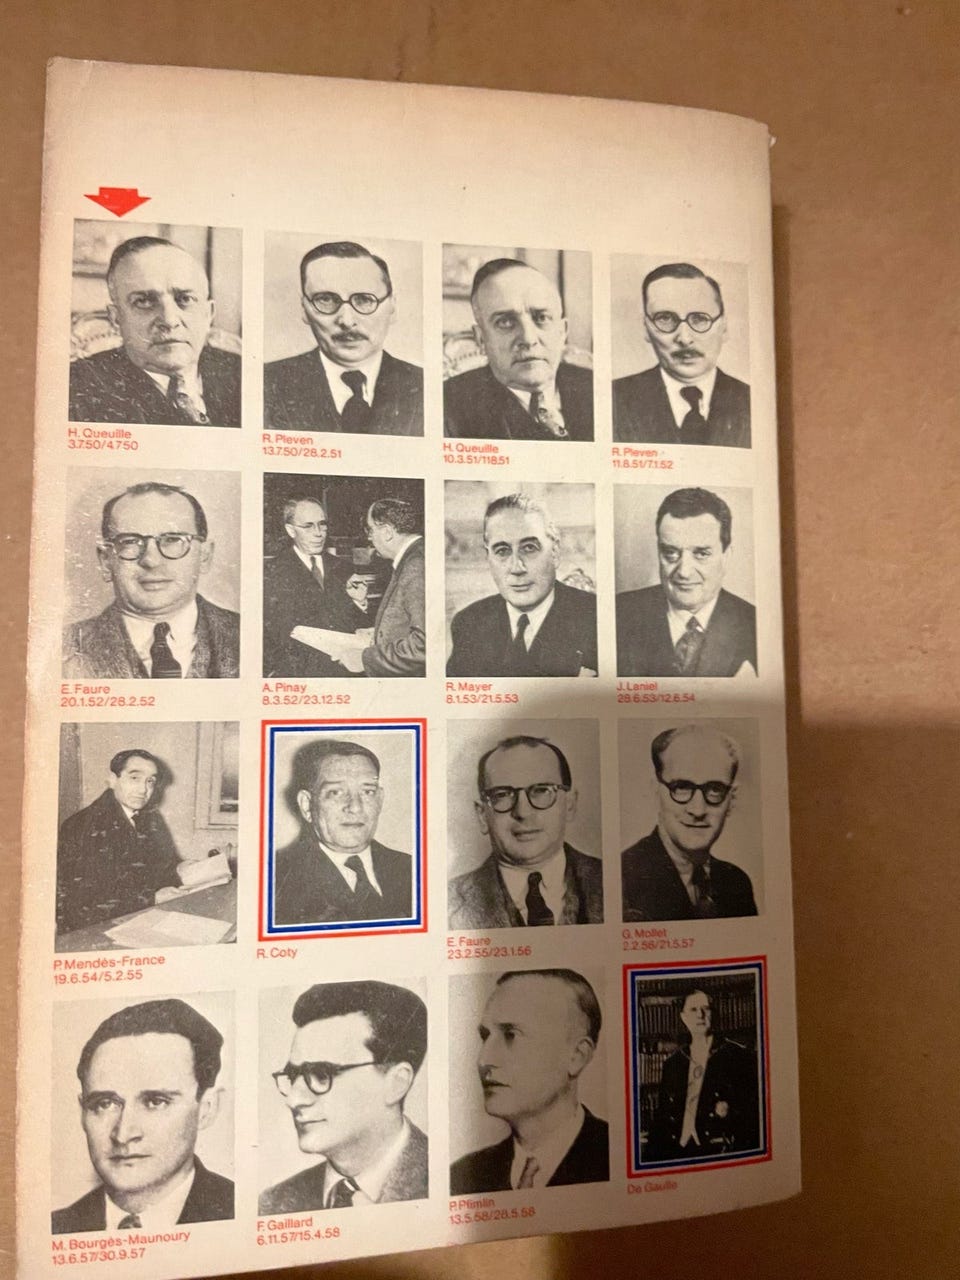 H. Queuille
3.7.50/4.7.50
R. Pleven
13.7.50/28.2.51
H. Queuille
10.3.51/11.8.51
R. Pleven
11.8.51/7.1.52
E. Faure
20.1.52/28.2.52
A. Pinay
8.3.52/23.12.52
R. Mayer
8.1.53/21.5.53
J. Laniel
28.6.53/12.6.54
P. Mendès-France
19.6.54/5.2.55
R. Coty
E. Faure
23.2.55/23.1.56
G. Mollet
2.2.56/21.5.57
M. Bourgès-Maunoury
13.6.57/30.9.57
F. Gaillard
6.11.57/15.4.58
P. Pflimlin
13.5.58/28.5.58
De Gaulle